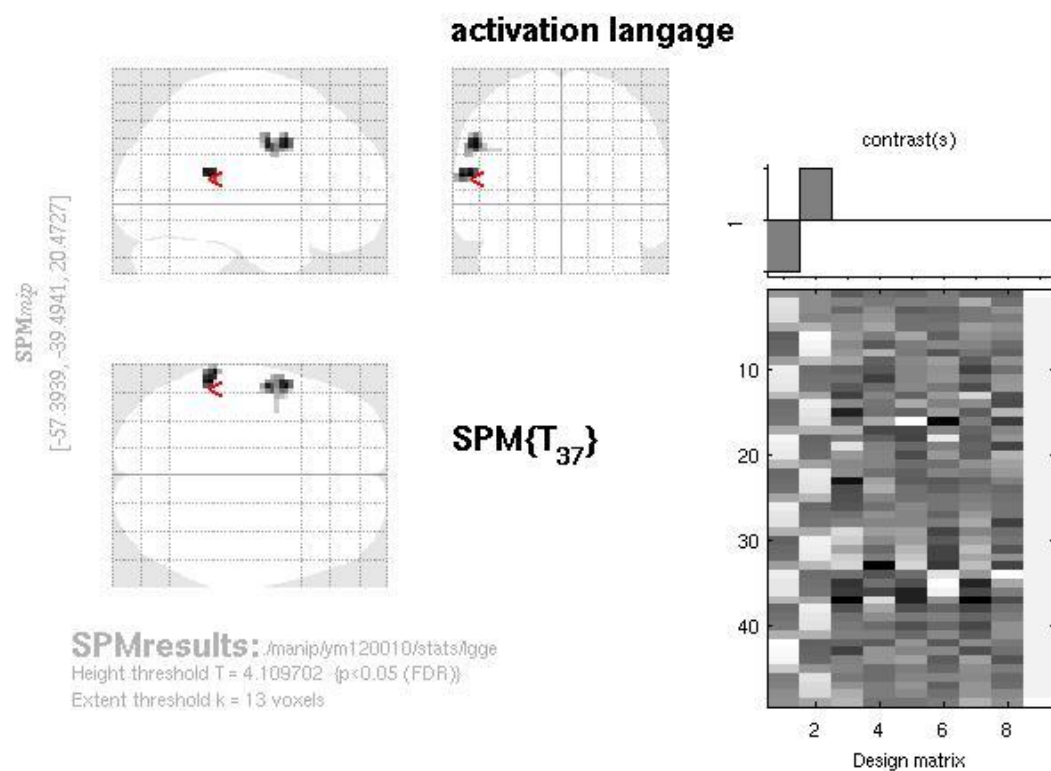 activation langage
SPMmip
[-57.3939, -39.4941, 20.4727]
contrast(s)
1
SPM{T37}
10
20
30
40
2 4 6 8
Design matrix
SPMresults: ./manip/ym120010/stats/lgge
Height threshold T = 4.109702 {p<0.05 (FDR)}
Extent threshold k = 13 voxels